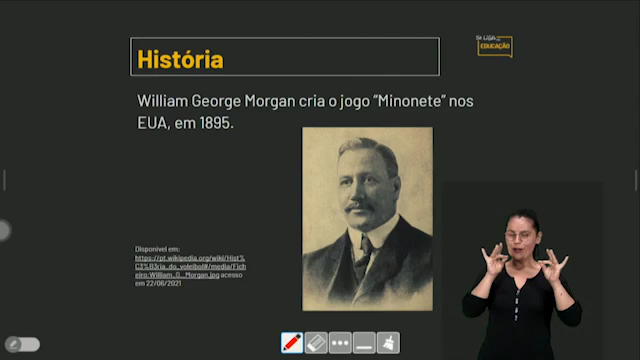 História
EDUCAÇÃO
William George Morgan cria o jogo “Minonete” nos
EUA, em 1895.
Disponível em:
https://pt.wikipedia.org/wiki/Hist%
C3%B3ria_do_voleibol#/media/Fich
eiro:William_G._Morgan.jpg acesso
em 22/06/2021